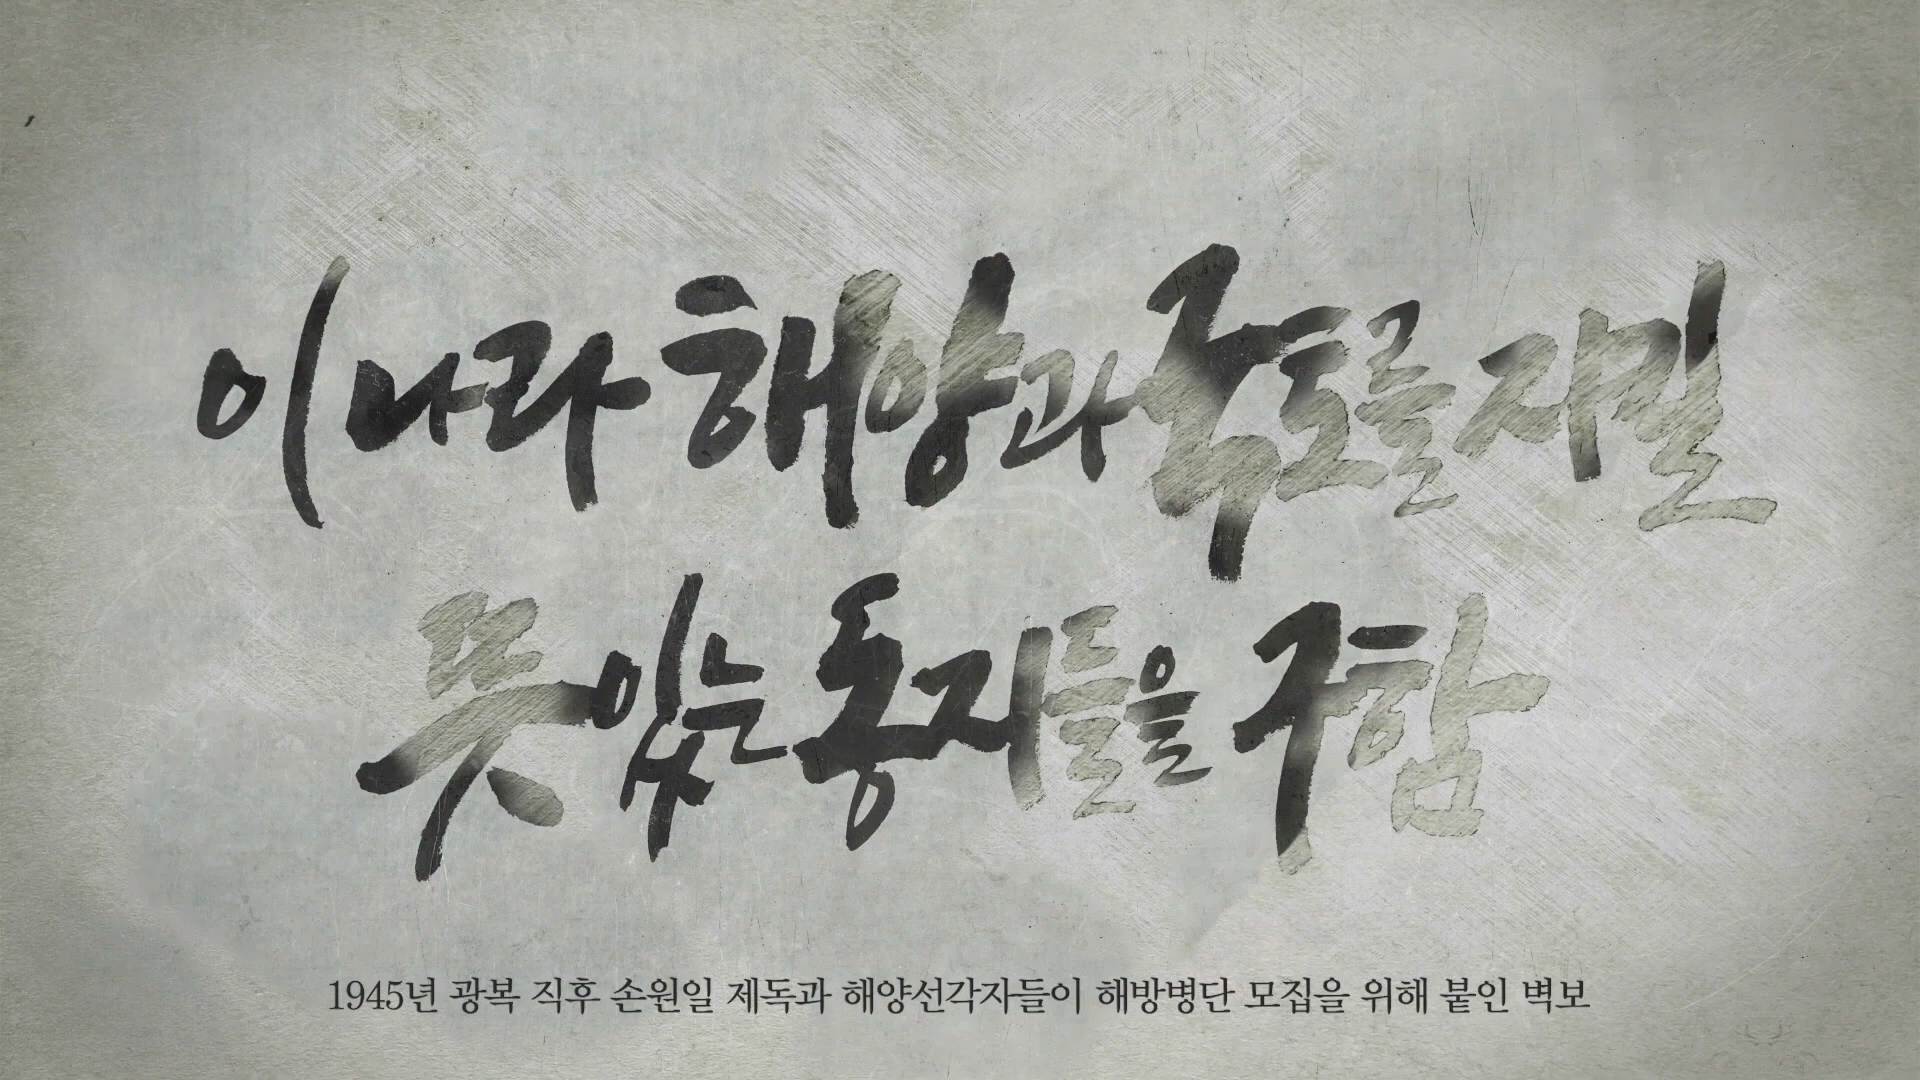 이 나라 해양과 국토를 지킬
뜻 있는 동지들을 구함
1945년 광복 직후 손원일 제독과 해양선각자들이 해방병단 모집을 위해 붙인 벽보